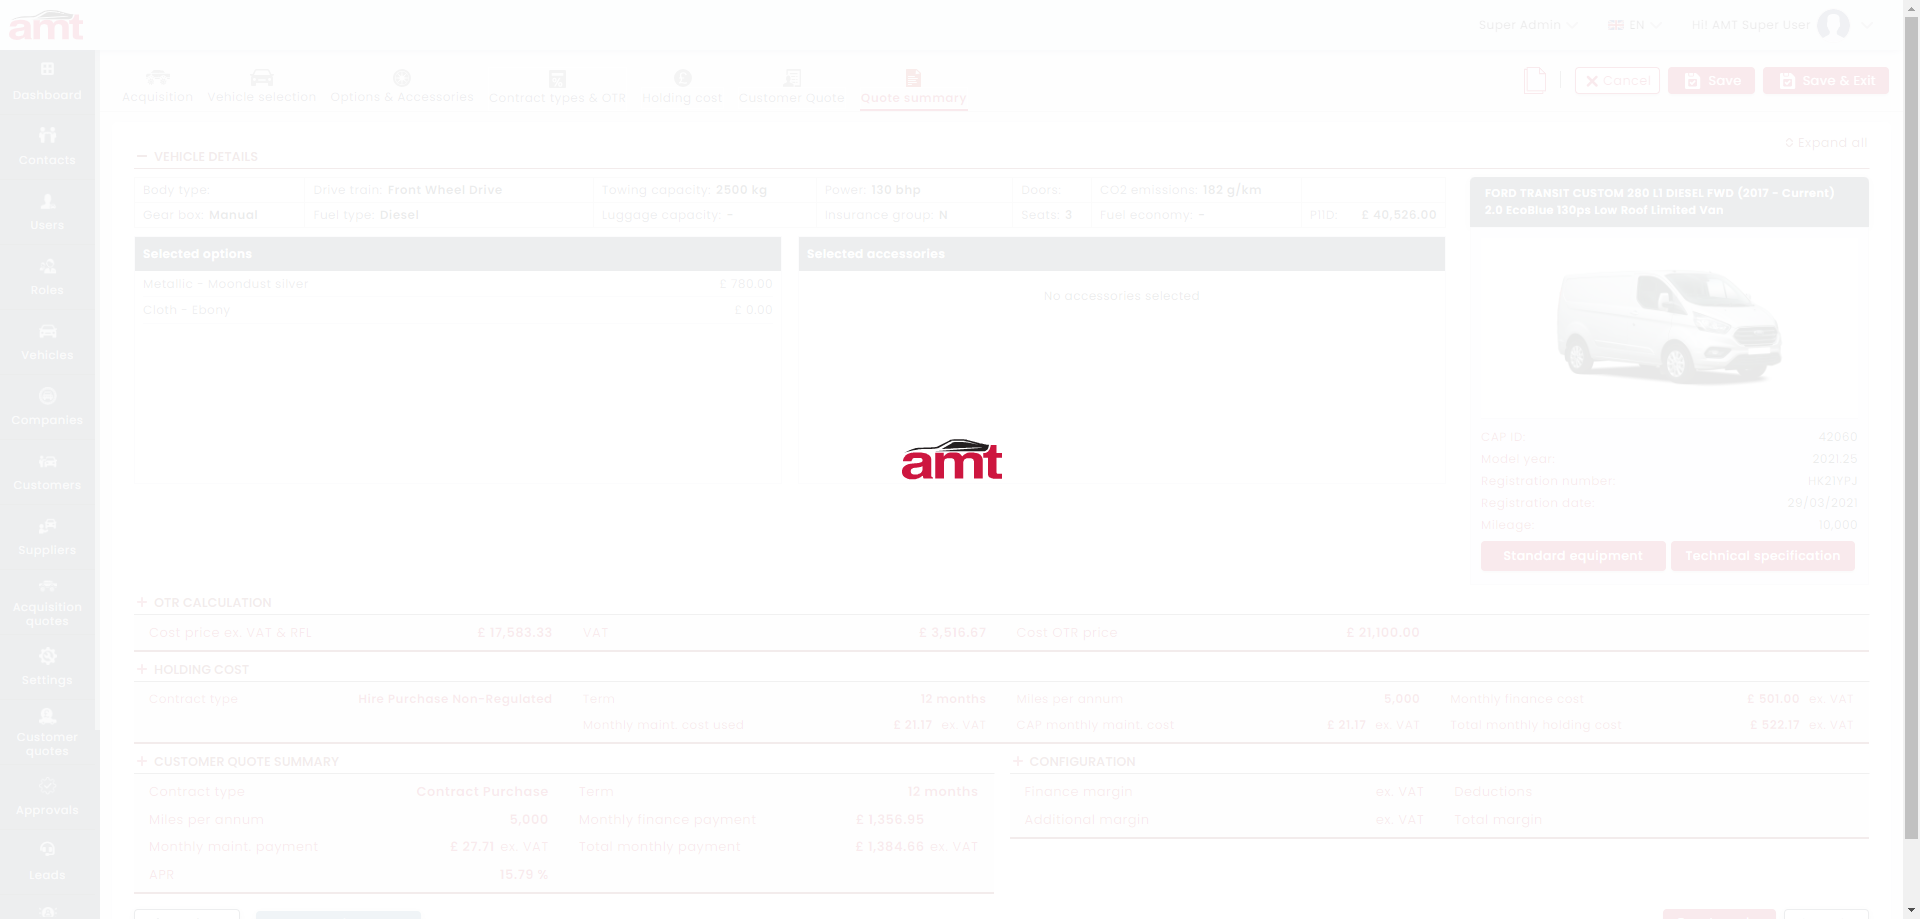 amt
Super Admin
EN
Hi! AMT Super User
Dashboard
Contacts
Users
Roles
Vehicles
Companies
Customers
Suppliers
Acquisition
quotes
Settings
Customer
quotes
Approvals
Leads
Acquisition
Vehicle selection
Options & Accessories
Contract types & OTR
Holding cost
Customer Quote
Quote summary
Cancel
Save
Save & Exit
Expand all
VEHICLE DETAILS
Body type:
Drive train: Front Wheel Drive
Towing capacity: 2500 kg
Power: 130 bhp
Doors:
CO2 emissions: 182 g/km
Gear box: Manual
Fuel type: Diesel
Luggage capacity: -
Insurance group: N
Seats: 3
Fuel economy: -
P11D: £ 40,526.00
Selected options
Metallic - Moondust silver £ 780.00
Cloth - Ebony £ 0.00
Selected accessories
No accessories selected
FORD TRANSIT CUSTOM 280 L1 DIESEL FWD (2017 - Current)
2.0 EcoBlue 130ps Low Roof Limited Van
CAP ID: 42060
Model year: 2021.25
Registration number: HK21YPJ
Registration date: 29/03/2021
Mileage: 10,000
Standard equipment
Technical specification
amt
OTR CALCULATION
Cost price ex. VAT & RFL £ 17,583.33 VAT £ 3,516.67 Cost OTR price £ 21,100.00
HOLDING COST
Contract type Hire Purchase Non-Regulated Term 12 months Miles per annum 5,000 Monthly finance cost £ 501.00 ex. VAT
Monthly maint. cost used £ 21.17 ex. VAT CAP monthly maint. cost £ 21.17 ex. VAT Total monthly holding cost £ 522.17 ex. VAT
CUSTOMER QUOTE SUMMARY
Contract type Contract Purchase Term 12 months
Miles per annum 5,000 Monthly finance payment £ 1,356.95
Monthly maint. payment £ 27.71 ex. VAT Total monthly payment £ 1,384.66 ex. VAT
APR 15.79 %
CONFIGURATION
Finance margin ex. VAT Deductions
Additional margin ex. VAT Total margin